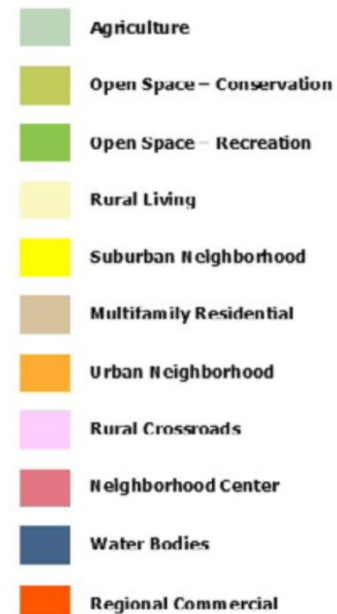 Agriculture
Open Space – Conservation
Open Space – Recreation
Rural Living
Suburban Neighborhood
Multifamily Residential
Urban Neighborhood
Rural Crossroads
Neighborhood Center
Water Bodies
Regional Commercial